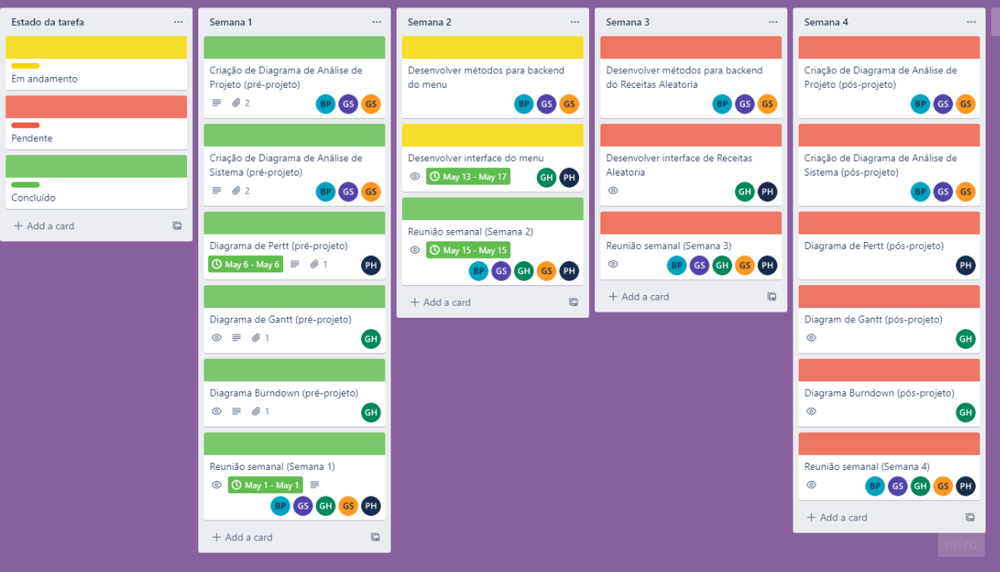 Estado da tarefa
Em andamento
Pendente
Concluído
Add a card
Semana 1
Criação de Diagrama de Análise de
Projeto (pré-projeto)
2
BP GS GS
Criação de Diagrama de Análise de
Sistema (pré-projeto)
2
BP GS GS
Diagrama de Pertt (pré-projeto)
May 6 - May 6 1 PH
Diagrama de Gantt (pré-projeto)
1 GH
Diagrama Burndown (pré-projeto)
1 GH
Reunião semanal (Semana 1)
May 1 - May 1
BP GS GH GS PH
Add a card
Semana 2
Desenvolver métodos para backend
do menu
BP GS GS
Desenvolver interface do menu
May 13 - May 17 GH PH
Reunião semanal (Semana 2)
May 15 - May 15
BP GS GH GS PH
Add a card
Semana 3
Desenvolver métodos para backend
do Receitas Aleatoria
BP GS GS
Desenvolver interface de Receitas
Aleatoria
GH PH
Reunião semanal (Semana 3)
BP GS GH GS PH
Add a card
Semana 4
Criação de Diagrama de Análise de
Projeto (pós-projeto)
BP GS GS
Criação de Diagrama de Análise de
Sistema (pós-projeto)
BP GS GS
Diagrama de Pertt (pós-projeto)
PH
Diagram de Gantt (pós-projeto)
GH
Diagrama Burndown (pós-projeto)
GH
Reunião semanal (Semana 4)
BP GS GH GS PH
Add a card
miro